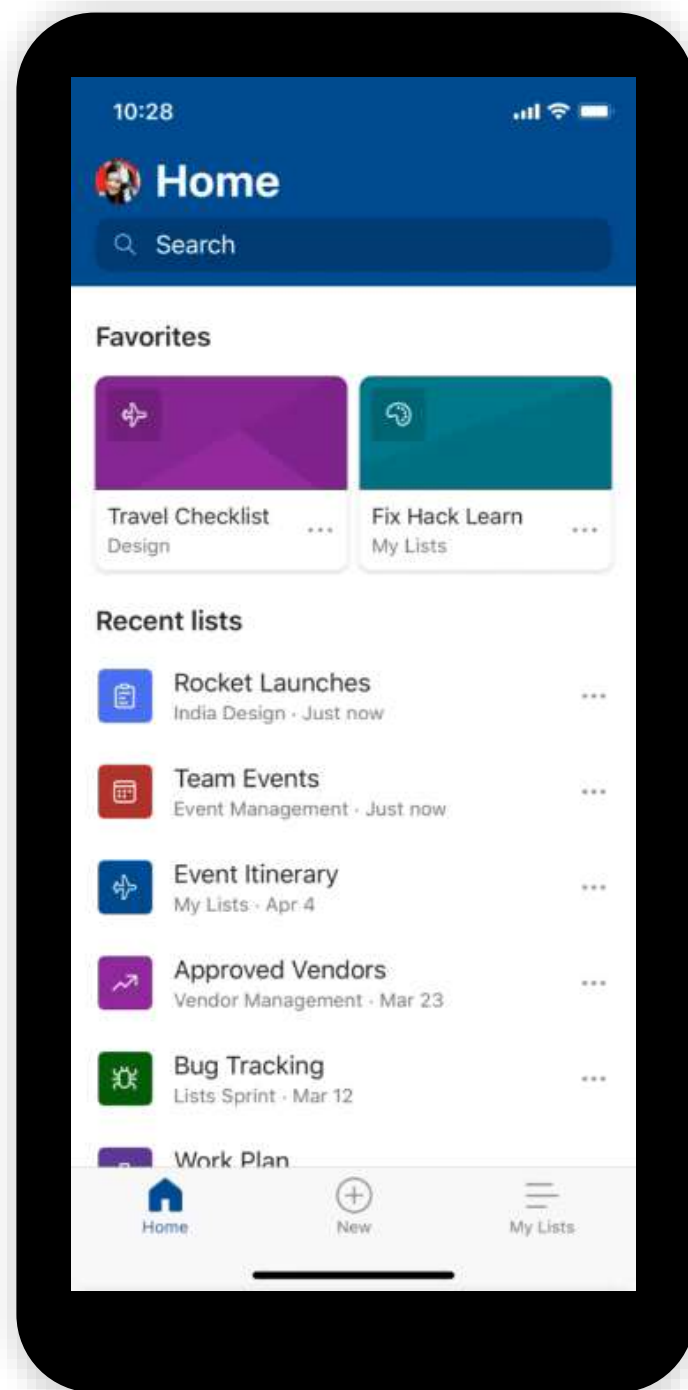 10:28
Home
Search
Favorites
Travel Checklist
Design
Fix Hack Learn
My Lists
Recent lists
Rocket Launches
India Design · Just now
Team Events
Event Management · Just now
Event Itinerary
My Lists · Apr 4
Approved Vendors
Vendor Management · Mar 23
Bug Tracking
Lists Sprint · Mar 12
Work Plan
Home
New
My Lists